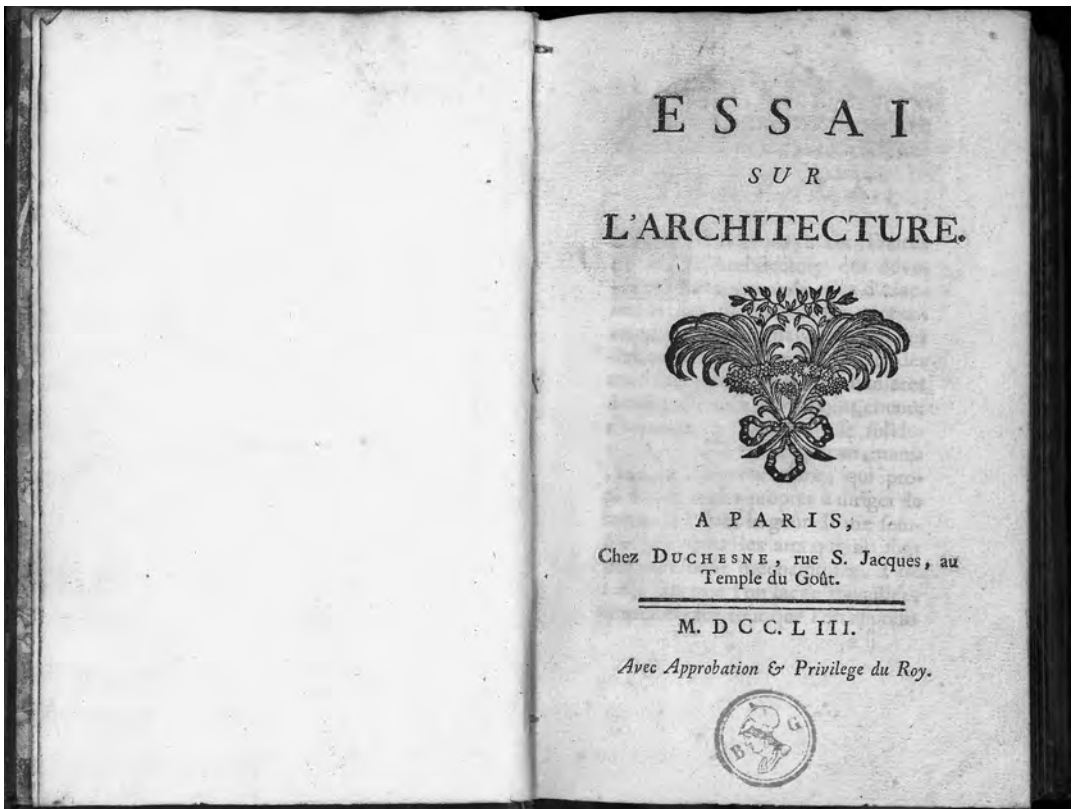 ESSAI
SUR
L'ARCHITECTURE.
A PARIS,
Chez DUCHESNE, rue S. Jacques, au
Temple du Goût.
M. DCC. LIII.
Avec Approbation & Privilege du Roy.
B G